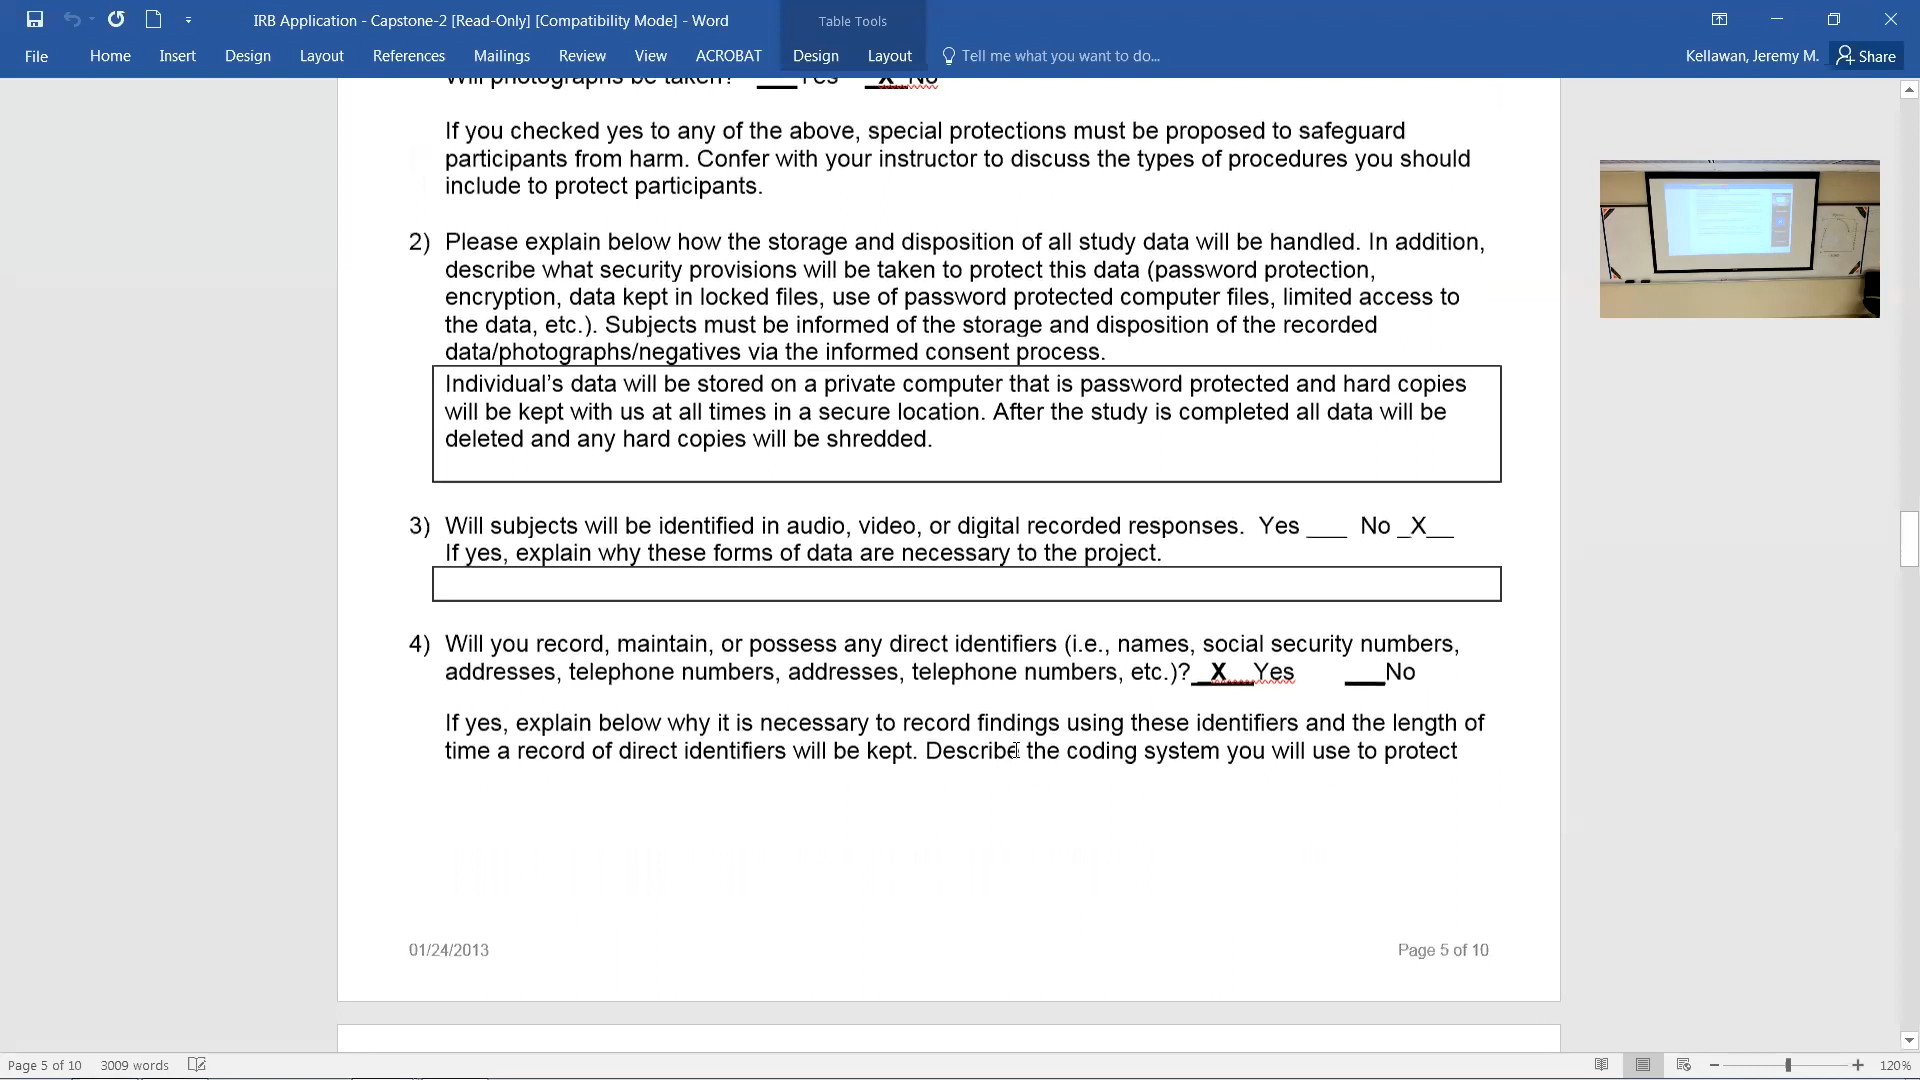 IRB Application - Capstone-2 [Read-Only] [Compatibility Mode] - Word
Table Tools
File Home Insert Design Layout References Mailings Review View ACROBAT Design Layout Tell me what you want to do... Kellawan, Jeremy M. Share
Will photographs be taken? ___Yes _X_No
If you checked yes to any of the above, special protections must be proposed to safeguard
participants from harm. Confer with your instructor to discuss the types of procedures you should
include to protect participants.
2) Please explain below how the storage and disposition of all study data will be handled. In addition,
describe what security provisions will be taken to protect this data (password protection,
encryption, data kept in locked files, use of password protected computer files, limited access to
the data, etc.). Subjects must be informed of the storage and disposition of the recorded
data/photographs/negatives via the informed consent process.
Individual’s data will be stored on a private computer that is password protected and hard copies
will be kept with us at all times in a secure location. After the study is completed all data will be
deleted and any hard copies will be shredded.
3) Will subjects will be identified in audio, video, or digital recorded responses. Yes ___ No _X__
If yes, explain why these forms of data are necessary to the project.
4) Will you record, maintain, or possess any direct identifiers (i.e., names, social security numbers,
addresses, telephone numbers, addresses, telephone numbers, etc.)?__X__Yes ___No
If yes, explain below why it is necessary to record findings using these identifiers and the length of
time a record of direct identifiers will be kept. Describe the coding system you will use to protect
01/24/2013 Page 5 of 10
Page 5 of 10 3009 words 120%